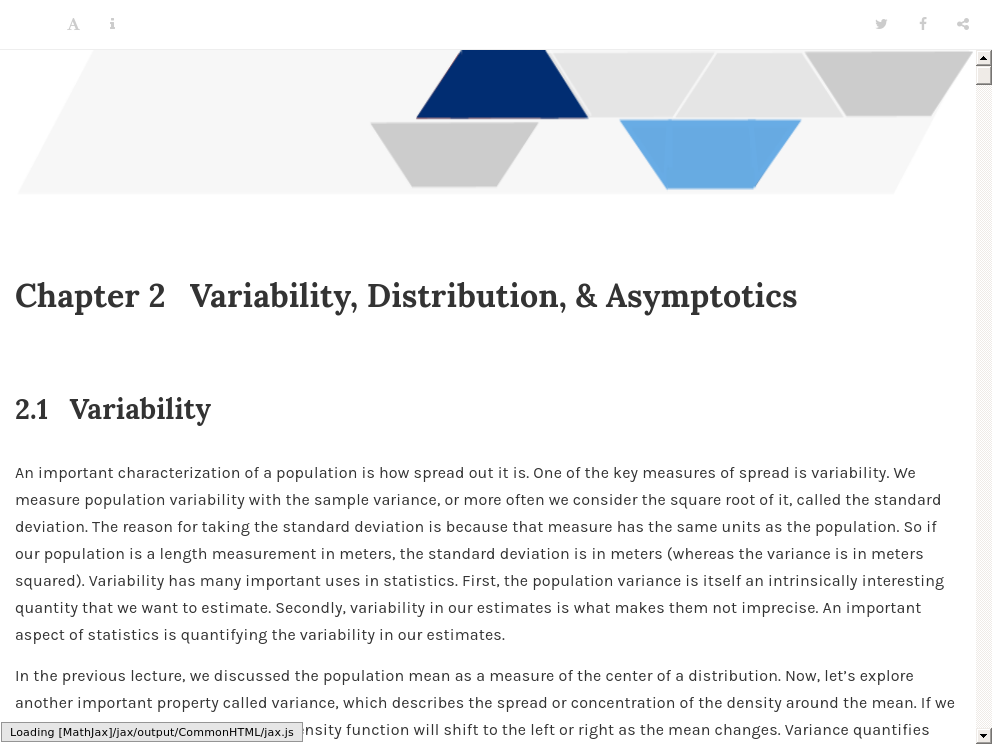 A i
Chapter 2 Variability, Distribution, & Asymptotics
2.1 Variability
An important characterization of a population is how spread out it is. One of the key measures of spread is variability. We
measure population variability with the sample variance, or more often we consider the square root of it, called the standard
deviation. The reason for taking the standard deviation is because that measure has the same units as the population. So if
our population is a length measurement in meters, the standard deviation is in meters (whereas the variance is in meters
squared). Variability has many important uses in statistics. First, the population variance is itself an intrinsically interesting
quantity that we want to estimate. Secondly, variability in our estimates is what makes them not imprecise. An important
aspect of statistics is quantifying the variability in our estimates.
In the previous lecture, we discussed the population mean as a measure of the center of a distribution. Now, let’s explore
another important property called variance, which describes the spread or concentration of the density around the mean. If we
nsity function will shift to the left or right as the mean changes. Variance quantifies
Loading [MathJax]/jax/output/CommonHTML/jax.js